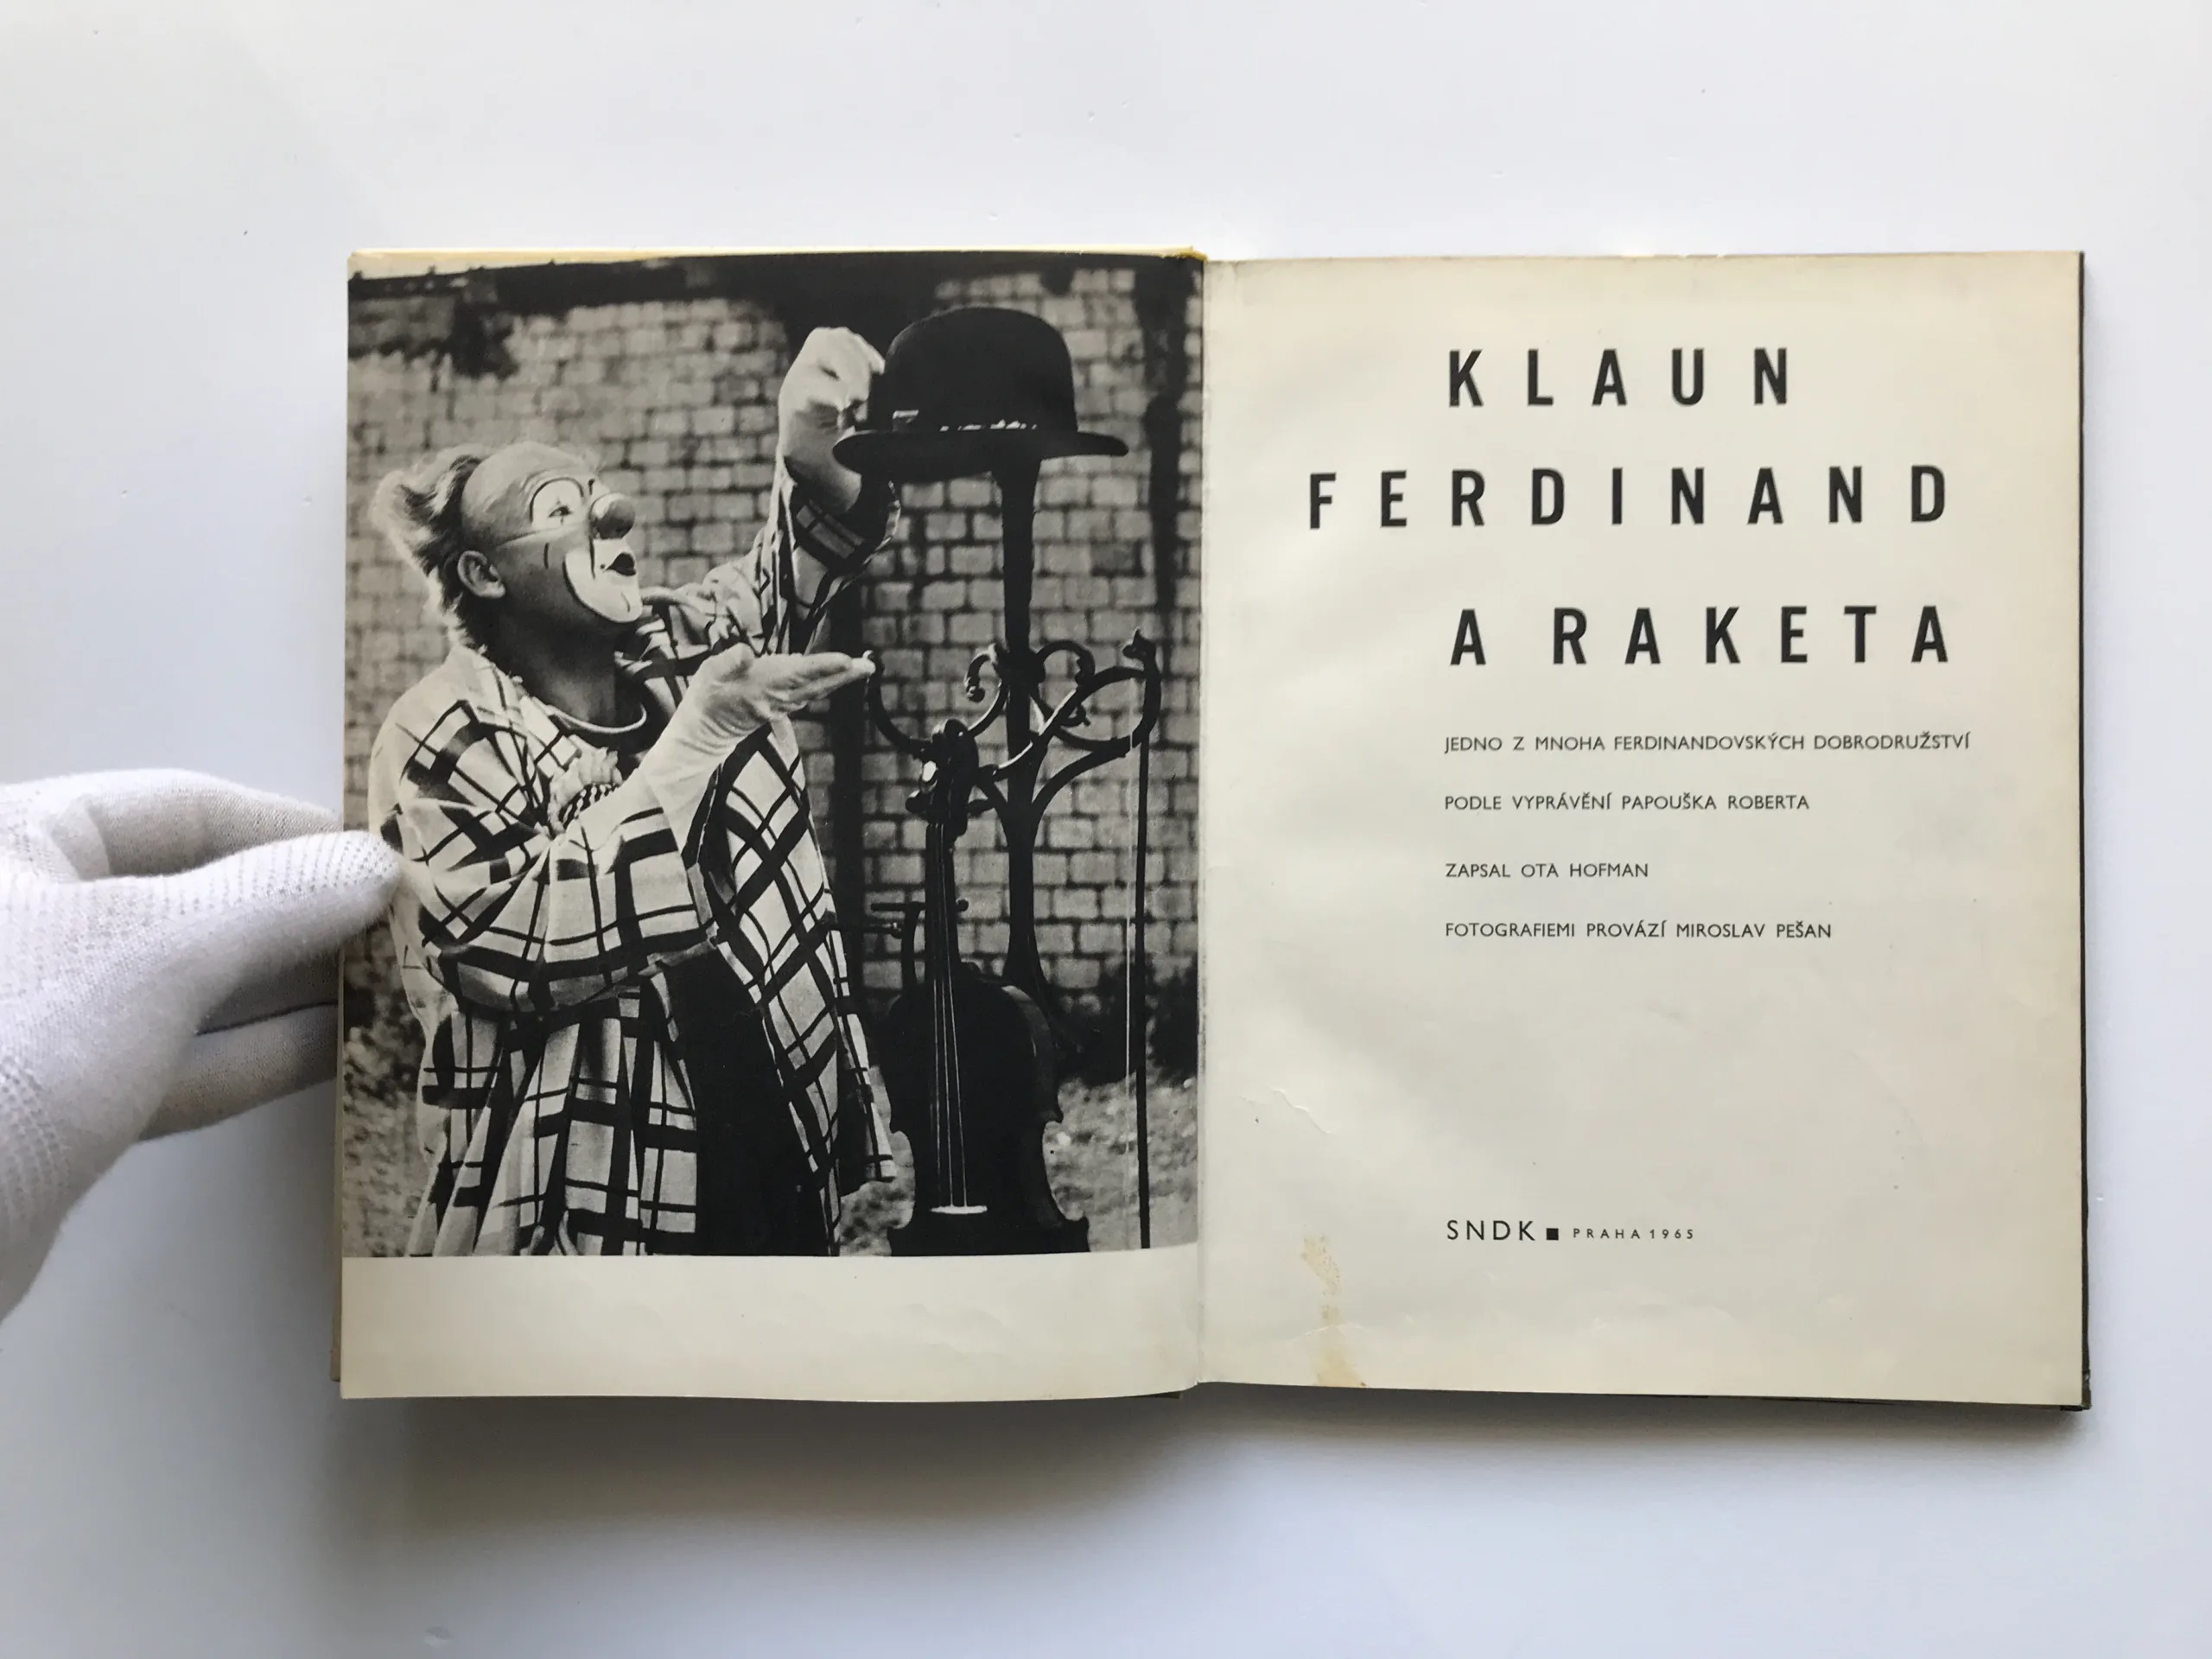 KLAUN
FERDINAND
A RAKETA
JEDNO Z MNOHA FERDINANDOVSKÝCH DOBRODRUŽSTVÍ
PODLE VYPRÁVĚNÍ PAPOUŠKA ROBERTA
ZAPSAL OTA HOFMAN
FOTOGRAFIEMI PROVÁZÍ MIROSLAV PEŠAN
SNDK ■ PRAHA 1965